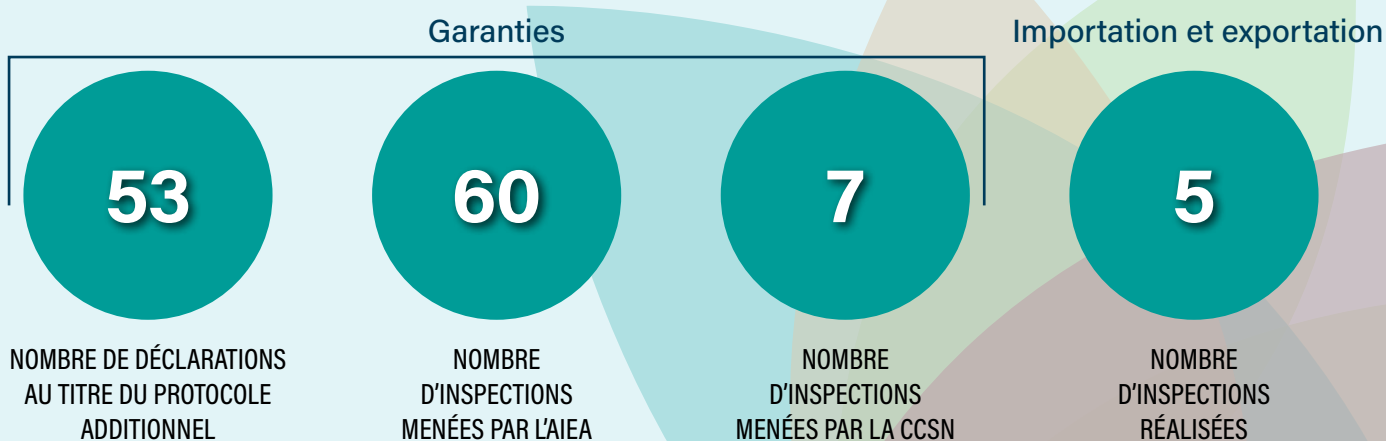 Garanties
Importation et exportation
53
60
7
5
NOMBRE DE DÉCLARATIONS
AU TITRE DU PROTOCOLE
ADDITIONNEL
NOMBRE
D'INSPECTIONS
MENÉES PAR L'AIEA
NOMBRE
D'INSPECTIONS
MENÉES PAR LA CCSN
NOMBRE
D'INSPECTIONS
RÉALISÉES